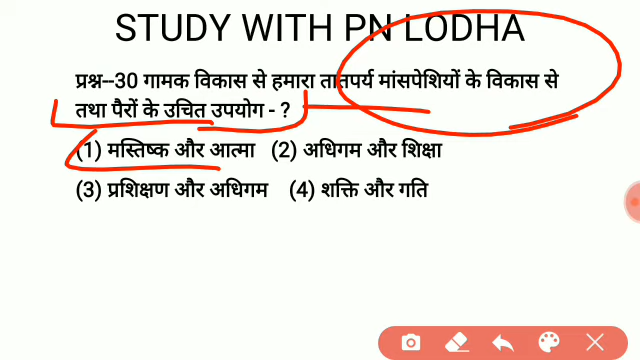 STUDY WITH PN LODHA
प्रश्न--30 गामक विकास से हमारा तातपर्य मांसपेशियों के विकास से
तथा पैरों के उचित उपयोग - ?
(1) मस्तिष्क और आत्मा (2) अधिगम और शिक्षा
(3) प्रशिक्षण और अधिगम (4) शक्ति और गति